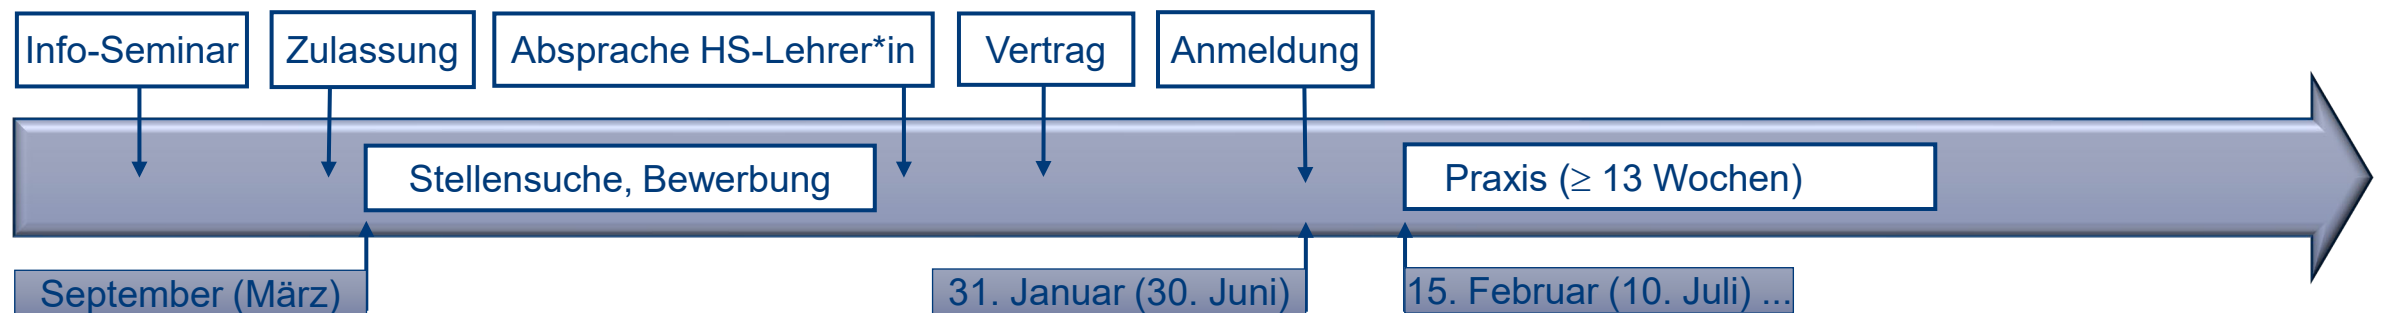 Info-Seminar
Zulassung
Absprache HS-Lehrer*in
Vertrag
Anmeldung
Stellensuche, Bewerbung
Praxis (≥ 13 Wochen)
September (März)
31. Januar (30. Juni)
15. Februar (10. Juli) ...